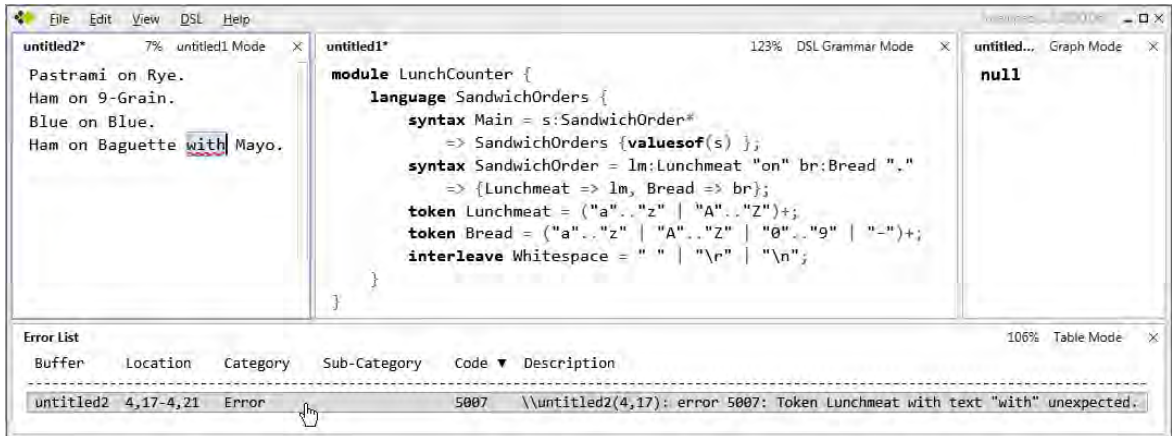 File Edit View DSL Help
untitled2* 7% untitled1 Mode ×
Pastrami on Rye.
Ham on 9-Grain.
Blue on Blue.
Ham on Baguette with Mayo.
untitled1* 123% DSL Grammar Mode ×
module LunchCounter {
language SandwichOrders {
syntax Main = s:SandwichOrder*
=> SandwichOrders {valuesof(s) };
syntax SandwichOrder = lm:Lunchmeat "on" br:Bread "."
=> {Lunchmeat => lm, Bread => br};
token Lunchmeat = ("a".."z" | "A".."Z")+;
token Bread = ("a".."z" | "A".."Z" | "0".."9" | "-")+;
interleave Whitespace = " " | "\r" | "\n";
}
}
untitled... Graph Mode ×
null
Error List 106% Table Mode ×
Buffer Location Category Sub-Category Code ▼ Description
untitled2 4,17-4,21 Error 5007 \\untitled2(4,17): error 5007: Token Lunchmeat with text "with" unexpected.